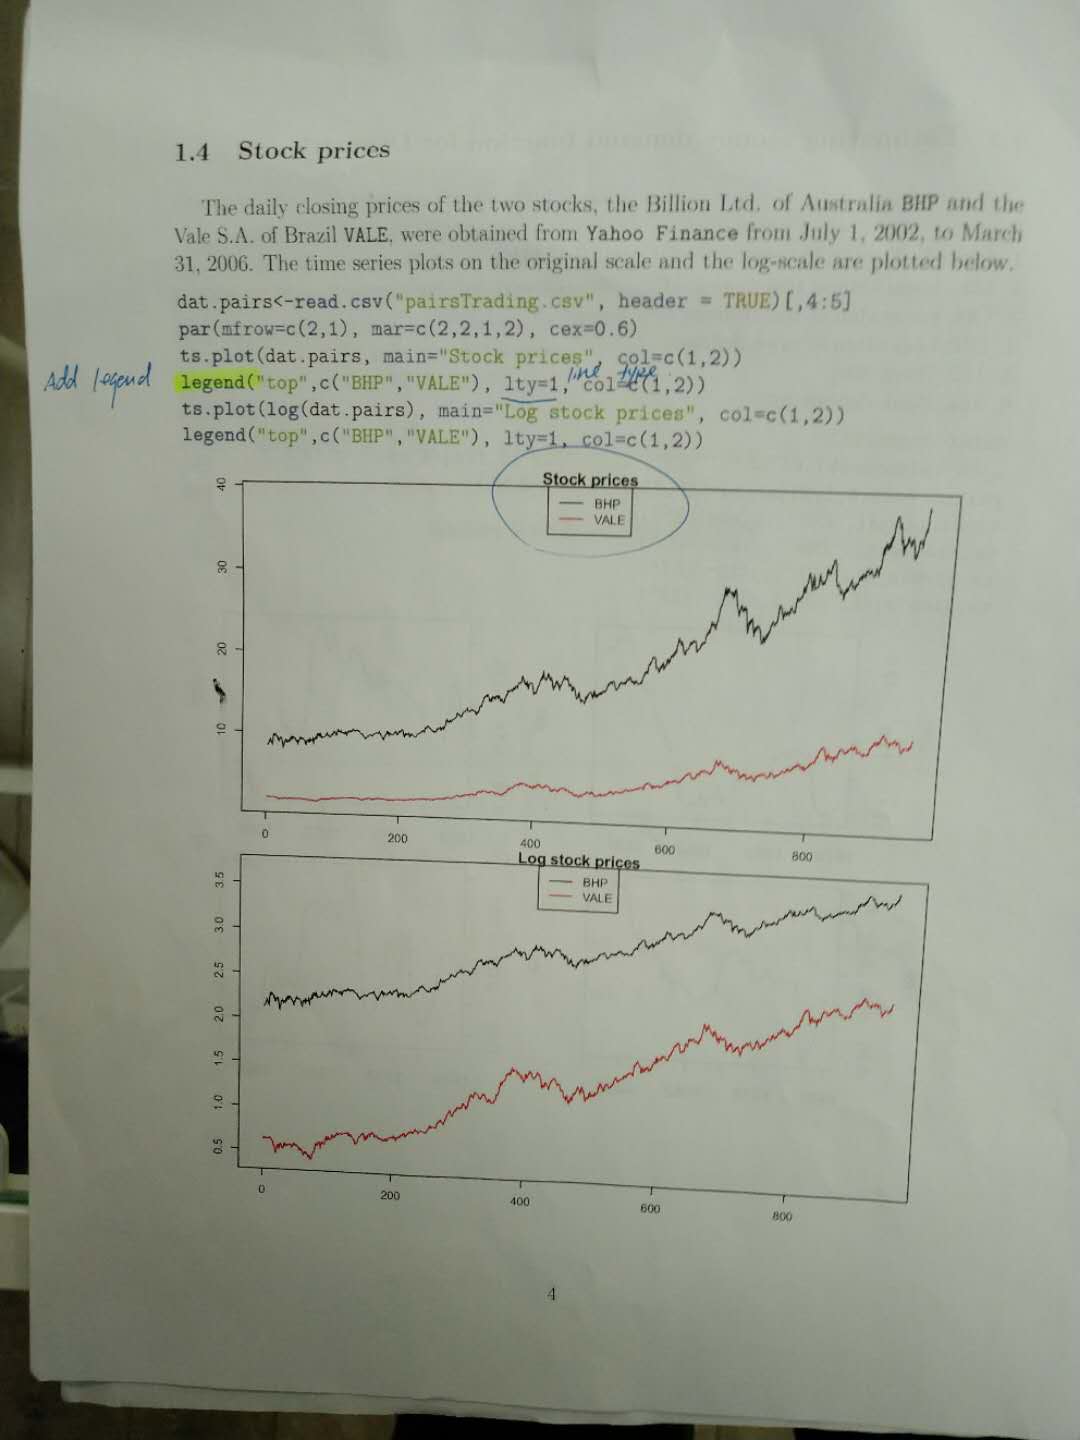 1.4 Stock prices
The daily closing prices of the two stocks, the Billion Ltd. of Australia BHP and the
Vale S.A. of Brazil VALE, were obtained from Yahoo Finance from July 1, 2002, to March
31, 2006. The time series plots on the original scale and the log-scale are plotted below.
dat.pairs<-read.csv("pairsTrading.csv", header = TRUE)[,4:5]
par(mfrow=c(2,1), mar=c(2,2,1,2), cex=0.6)
ts.plot(dat.pairs, main="Stock prices", col=c(1,2))
line type
Add legend
legend("top",c("BHP","VALE"), lty=1, col=c(1,2))
ts.plot(log(dat.pairs), main="Log stock prices", col=c(1,2))
legend("top",c("BHP","VALE"), lty=1, col=c(1,2))
Stock prices
BHP
VALE
40
30
20
10
0 200 400 600 800
Log stock prices
BHP
VALE
3.5
3.0
2.5
2.0
1.5
1.0
0.5
0 200 400 600 800
4